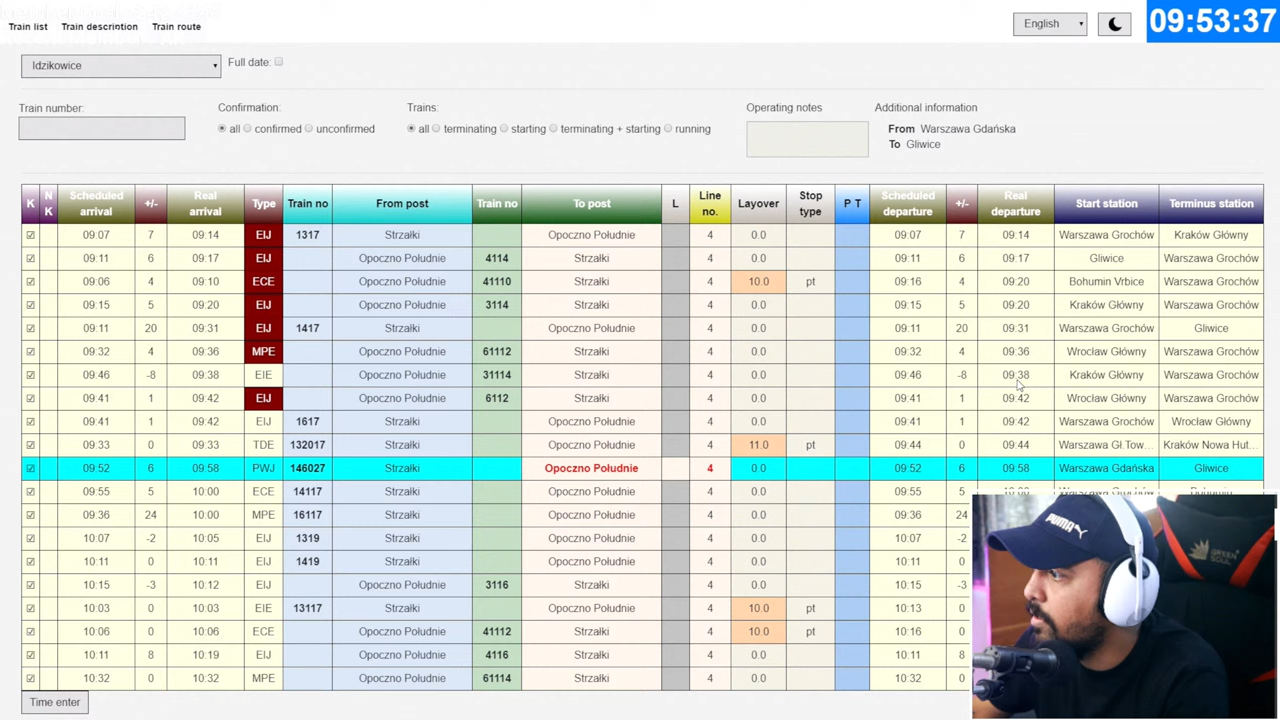 Train list Train description Train route English 09:53:37
Idzikowice Full date:
Train number: Confirmation: Trains: Operating notes Additional information
all confirmed unconfirmed all terminating starting terminating + starting running From Warszawa Gdańska
To Gliwice
K N K Scheduled arrival +/- Real arrival Type Train no From post Train no To post L Line no. Layover Stop type P T Scheduled departure +/- Real departure Start station Terminus station
09:07 7 09:14 EIJ 1317 Strzałki Opoczno Południe 4 0.0 09:07 7 09:14 Warszawa Grochów Kraków Główny
09:11 6 09:17 EIJ Opoczno Południe 4114 Strzałki 4 0.0 09:11 6 09:17 Gliwice Warszawa Grochów
09:06 4 09:10 ECE Opoczno Południe 41110 Strzałki 4 10.0 pt 09:16 4 09:20 Bohumin Vrbice Warszawa Grochów
09:15 5 09:20 EIJ Opoczno Południe 3114 Strzałki 4 0.0 09:15 5 09:20 Kraków Główny Warszawa Grochów
09:11 20 09:31 EIJ 1417 Strzałki Opoczno Południe 4 0.0 09:11 20 09:31 Warszawa Grochów Gliwice
09:32 4 09:36 MPE Opoczno Południe 61112 Strzałki 4 0.0 09:32 4 09:36 Wrocław Główny Warszawa Grochów
09:46 -8 09:38 EIE Opoczno Południe 31114 Strzałki 4 0.0 09:46 -8 09:38 Kraków Główny Warszawa Grochów
09:41 1 09:42 EIJ Opoczno Południe 6112 Strzałki 4 0.0 09:41 1 09:42 Wrocław Główny Warszawa Grochów
09:41 1 09:42 EIJ 1617 Strzałki Opoczno Południe 4 0.0 09:41 1 09:42 Warszawa Grochów Wrocław Główny
09:33 0 09:33 TDE 132017 Strzałki Opoczno Południe 4 11.0 pt 09:44 0 09:44 Warszawa Gł.Tow... Kraków Nowa Hut...
09:52 6 09:58 PWJ 146027 Strzałki Opoczno Południe 4 0.0 09:52 6 09:58 Warszawa Gdańska Gliwice
09:55 5 10:00 ECE 14117 Strzałki Opoczno Południe 4 0.0 09:55 5 10:00 Warszawa Grochów
09:36 24 10:00 MPE 16117 Strzałki Opoczno Południe 4 0.0 09:36 24
10:07 -2 10:05 EIJ 1319 Strzałki Opoczno Południe 4 0.0 10:07 -2
10:11 0 10:11 EIJ 1419 Strzałki Opoczno Południe 4 0.0 10:11 0
10:15 -3 10:12 EIJ Opoczno Południe 3116 Strzałki 4 0.0 10:15 -3
10:03 0 10:03 EIE 13117 Strzałki Opoczno Południe 4 10.0 pt 10:13 0
10:06 0 10:06 ECE Opoczno Południe 41112 Strzałki 4 10.0 pt 10:16 0
10:11 8 10:19 EIJ Opoczno Południe 4116 Strzałki 4 0.0 10:11 8
10:32 0 10:32 MPE Opoczno Południe 61114 Strzałki 4 0.0 10:32 0
Time enter
PUMA
GREEN
SOUL